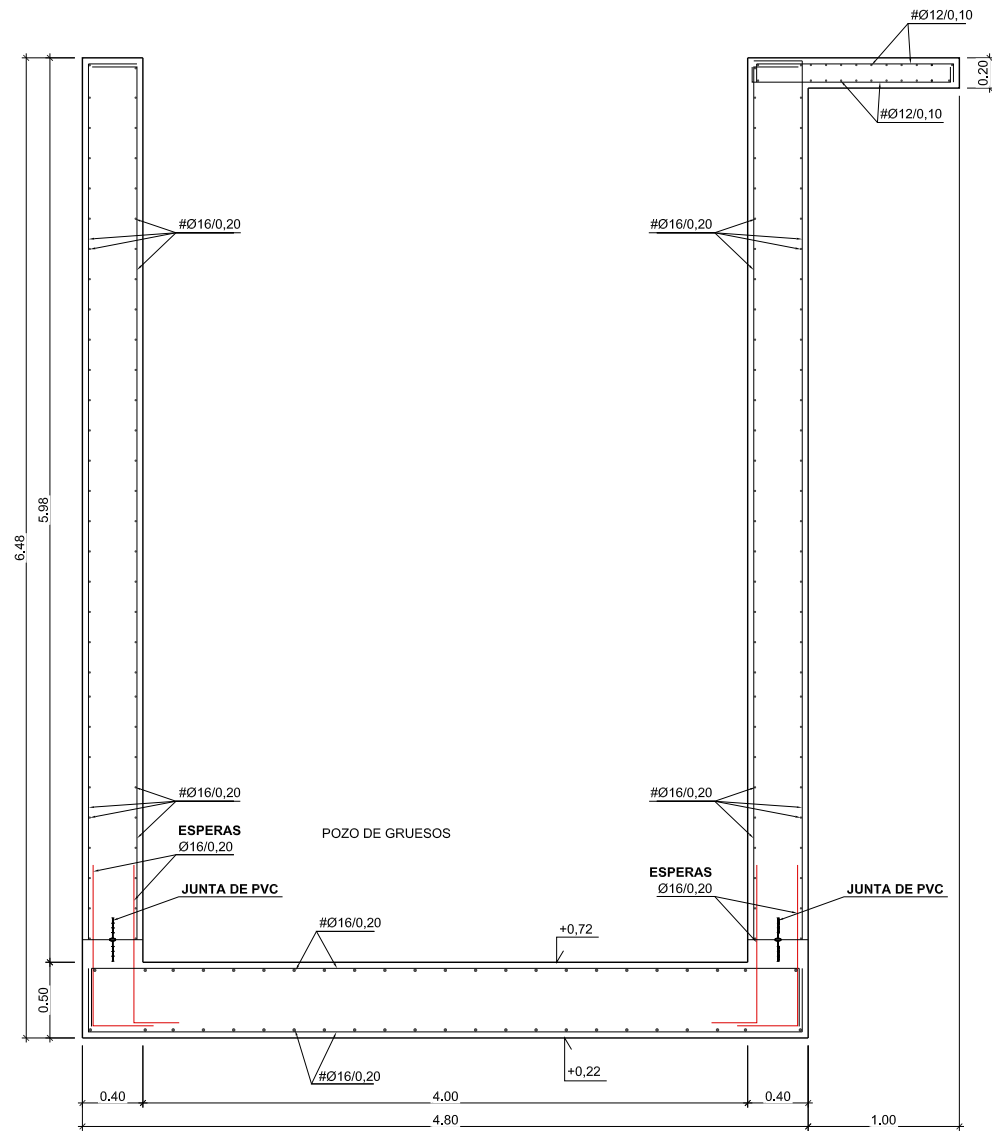 #Ø12/0,10
0.20
#Ø12/0,10
#Ø16/0,20
#Ø16/0,20
5.98
6.48
#Ø16/0,20
#Ø16/0,20
ESPERAS
Ø16/0,20
POZO DE GRUESOS
ESPERAS
Ø16/0,20
JUNTA DE PVC
JUNTA DE PVC
#Ø16/0,20
+0,72
0.50
#Ø16/0,20
+0,22
0.40
4.00
0.40
4.80
1.00